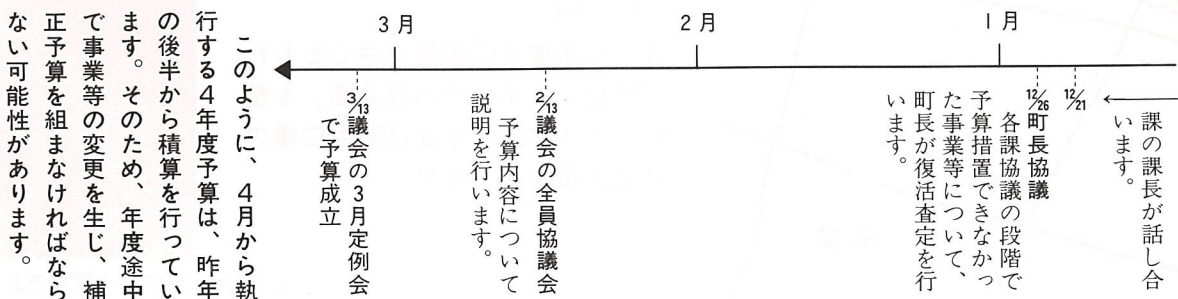 1月
2月
3月
課の課長が話し合
います。
12/21
12/26 町長協議
各課協議の段階で
予算措置できなかっ
た事業等について、
町長が復活査定を行
います。
2/13 議会の全員協議会
予算内容について
説明を行います。
3/13 議会の3月定例会
で予算成立
このように、4月から執
行する4年度予算は、昨年
の後半から積算を行ってい
ます。そのため、年度途中
で事業等の変更を生じ、補
正予算を組まなければなら
ない可能性があります。